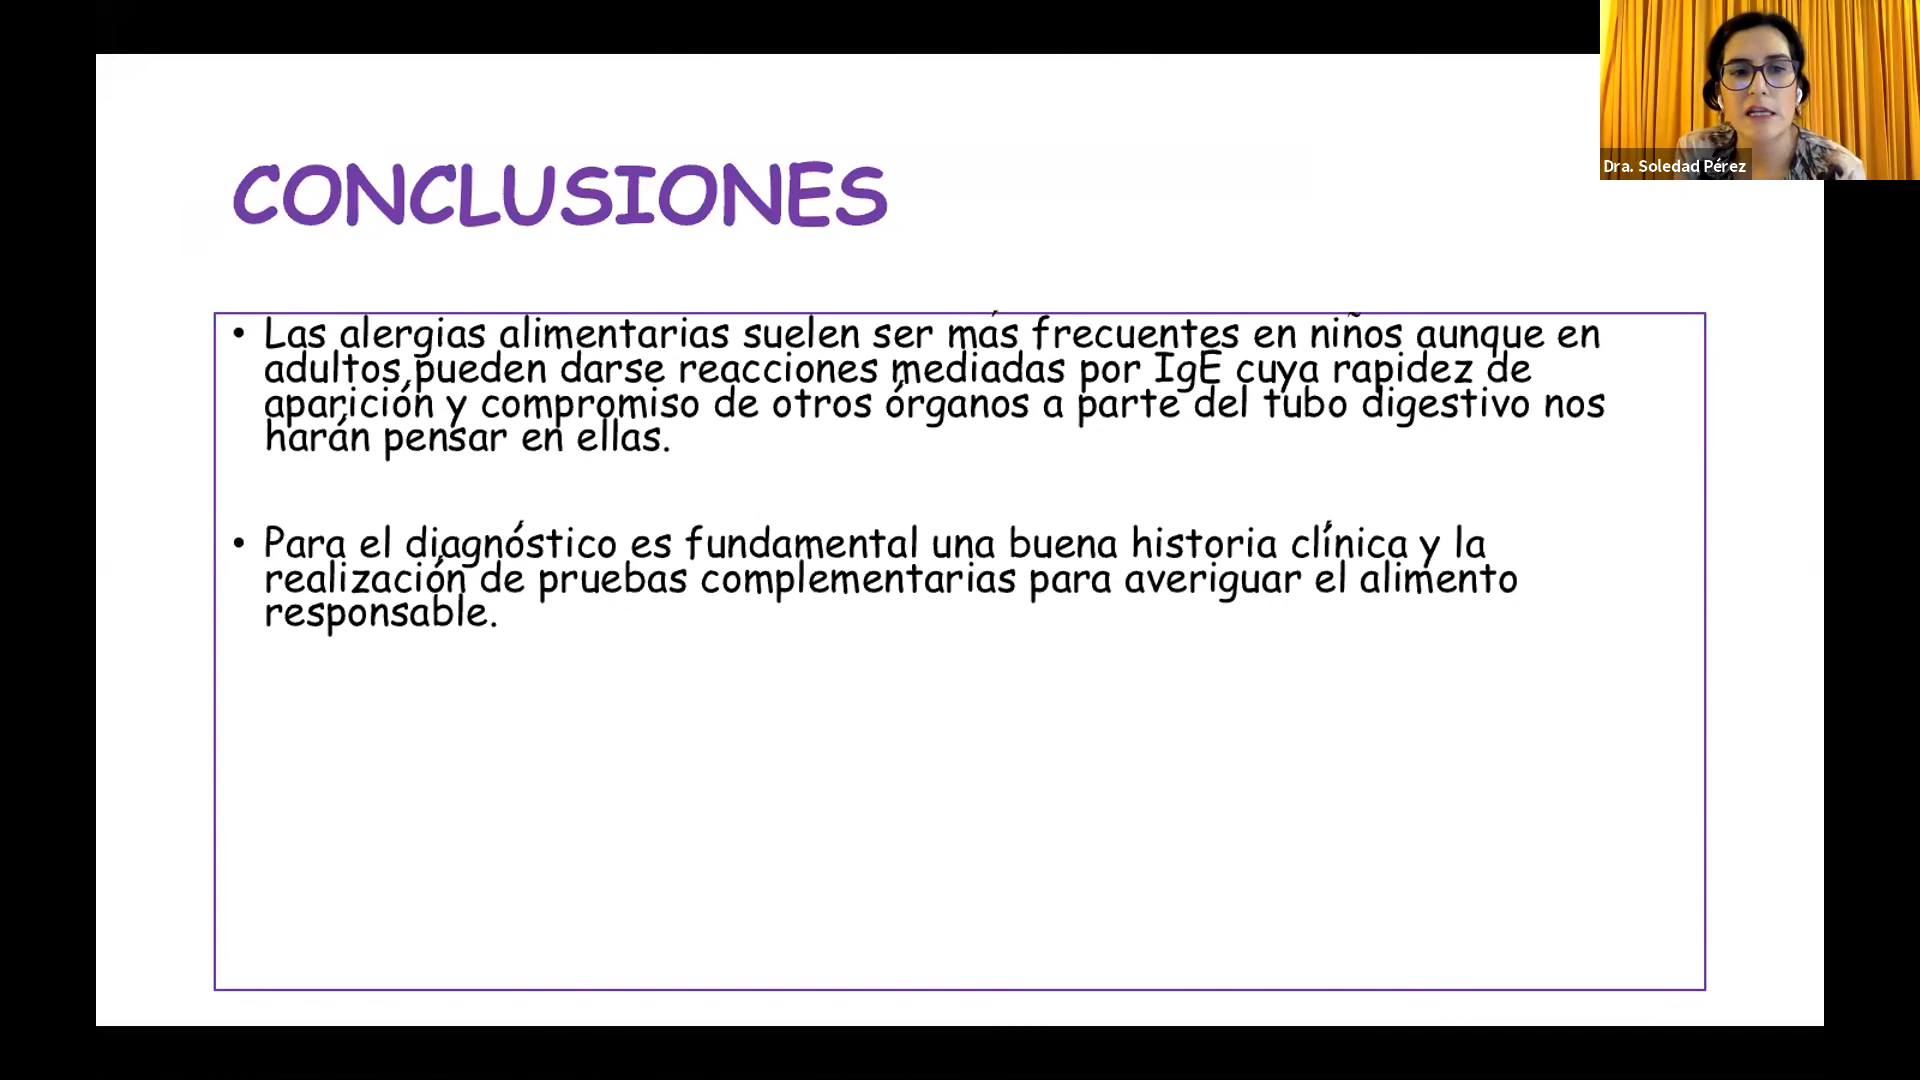 CONCLUSIONES
• Las alergias alimentarias suelen ser más frecuentes en niños aunque en
adultos,pueden darse reacciones mediadas por IgE cuya rapidez de
aparición y compromiso de otros órganos a parte del tubo digestivo nos
harán pensar en ellas.
• Para el diagnóstico es fundamental una buena historia clínica y la
realización de pruebas complementarias para averiguar el alimento
responsable.
Dra. Soledad Pérez